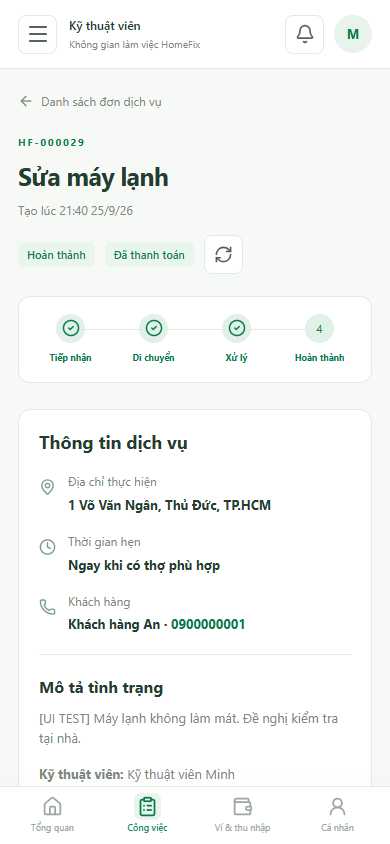 Kỹ thuật viên
Không gian làm việc HomeFix
M
Danh sách đơn dịch vụ
HF-000029
Sửa máy lạnh
Tạo lúc 21:40 25/9/26
Hoàn thành
Đã thanh toán
4
Tiếp nhận
Di chuyển
Xử lý
Hoàn thành
Thông tin dịch vụ
Địa chỉ thực hiện
1 Võ Văn Ngân, Thủ Đức, TP.HCM
Thời gian hẹn
Ngay khi có thợ phù hợp
Khách hàng
Khách hàng An · 0900000001
Mô tả tình trạng
[UI TEST] Máy lạnh không làm mát. Đề nghị kiểm tra
tại nhà.
Kỹ thuật viên: Kỹ thuật viên Minh
Tổng quan
Công việc
Ví & thu nhập
Cá nhân